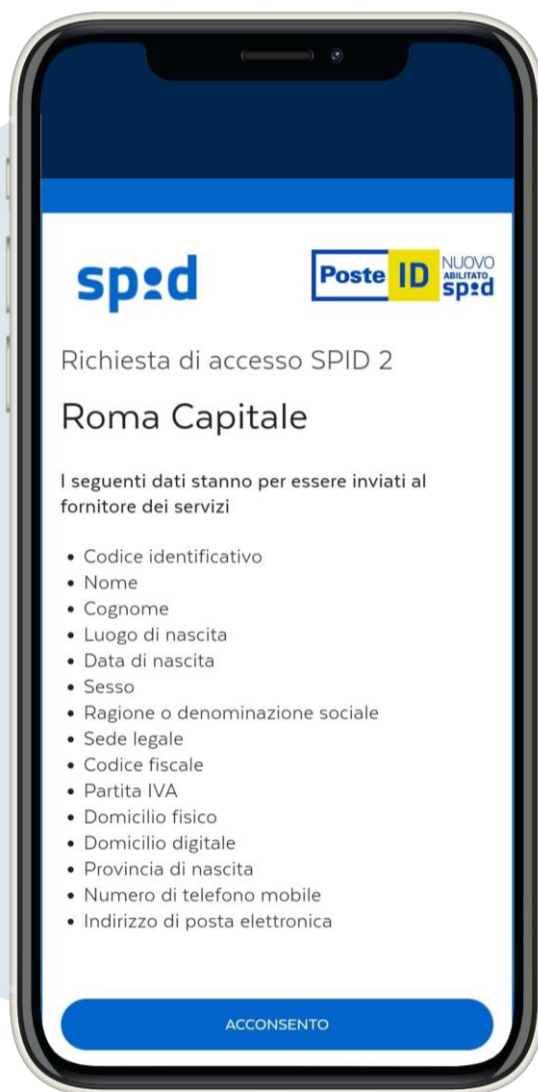 spid
Poste ID NUOVO ABILITATO spid
Richiesta di accesso SPID 2
Roma Capitale
I seguenti dati stanno per essere inviati al
fornitore dei servizi
• Codice identificativo
• Nome
• Cognome
• Luogo di nascita
• Data di nascita
• Sesso
• Ragione o denominazione sociale
• Sede legale
• Codice fiscale
• Partita IVA
• Domicilio fisico
• Domicilio digitale
• Provincia di nascita
• Numero di telefono mobile
• Indirizzo di posta elettronica
ACCONSENTO